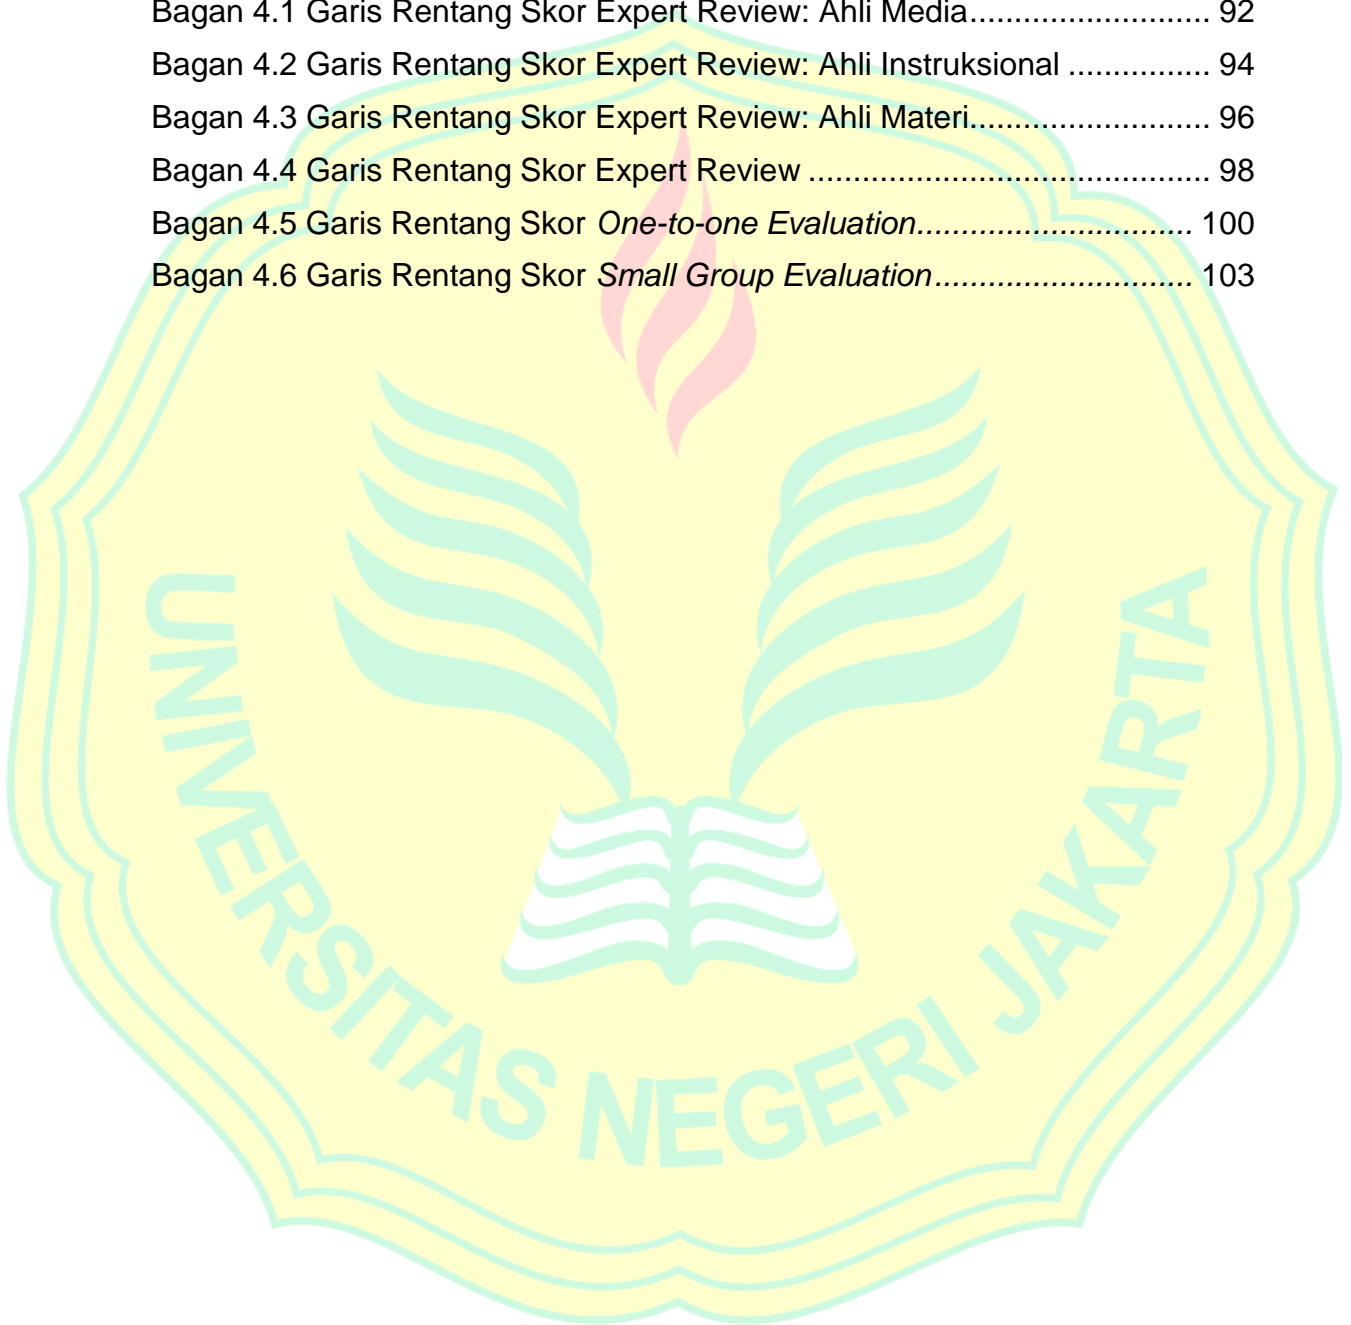 Bagan 4.1 Garis Rentang Skor Expert Review: Ahli Media........................... 92
Bagan 4.2 Garis Rentang Skor Expert Review: Ahli Instruksional ................ 94
Bagan 4.3 Garis Rentang Skor Expert Review: Ahli Materi........................... 96
Bagan 4.4 Garis Rentang Skor Expert Review ............................................. 98
Bagan 4.5 Garis Rentang Skor One-to-one Evaluation............................... 100
Bagan 4.6 Garis Rentang Skor Small Group Evaluation............................. 103
UNIVERSITAS NEGERI JAKARTA